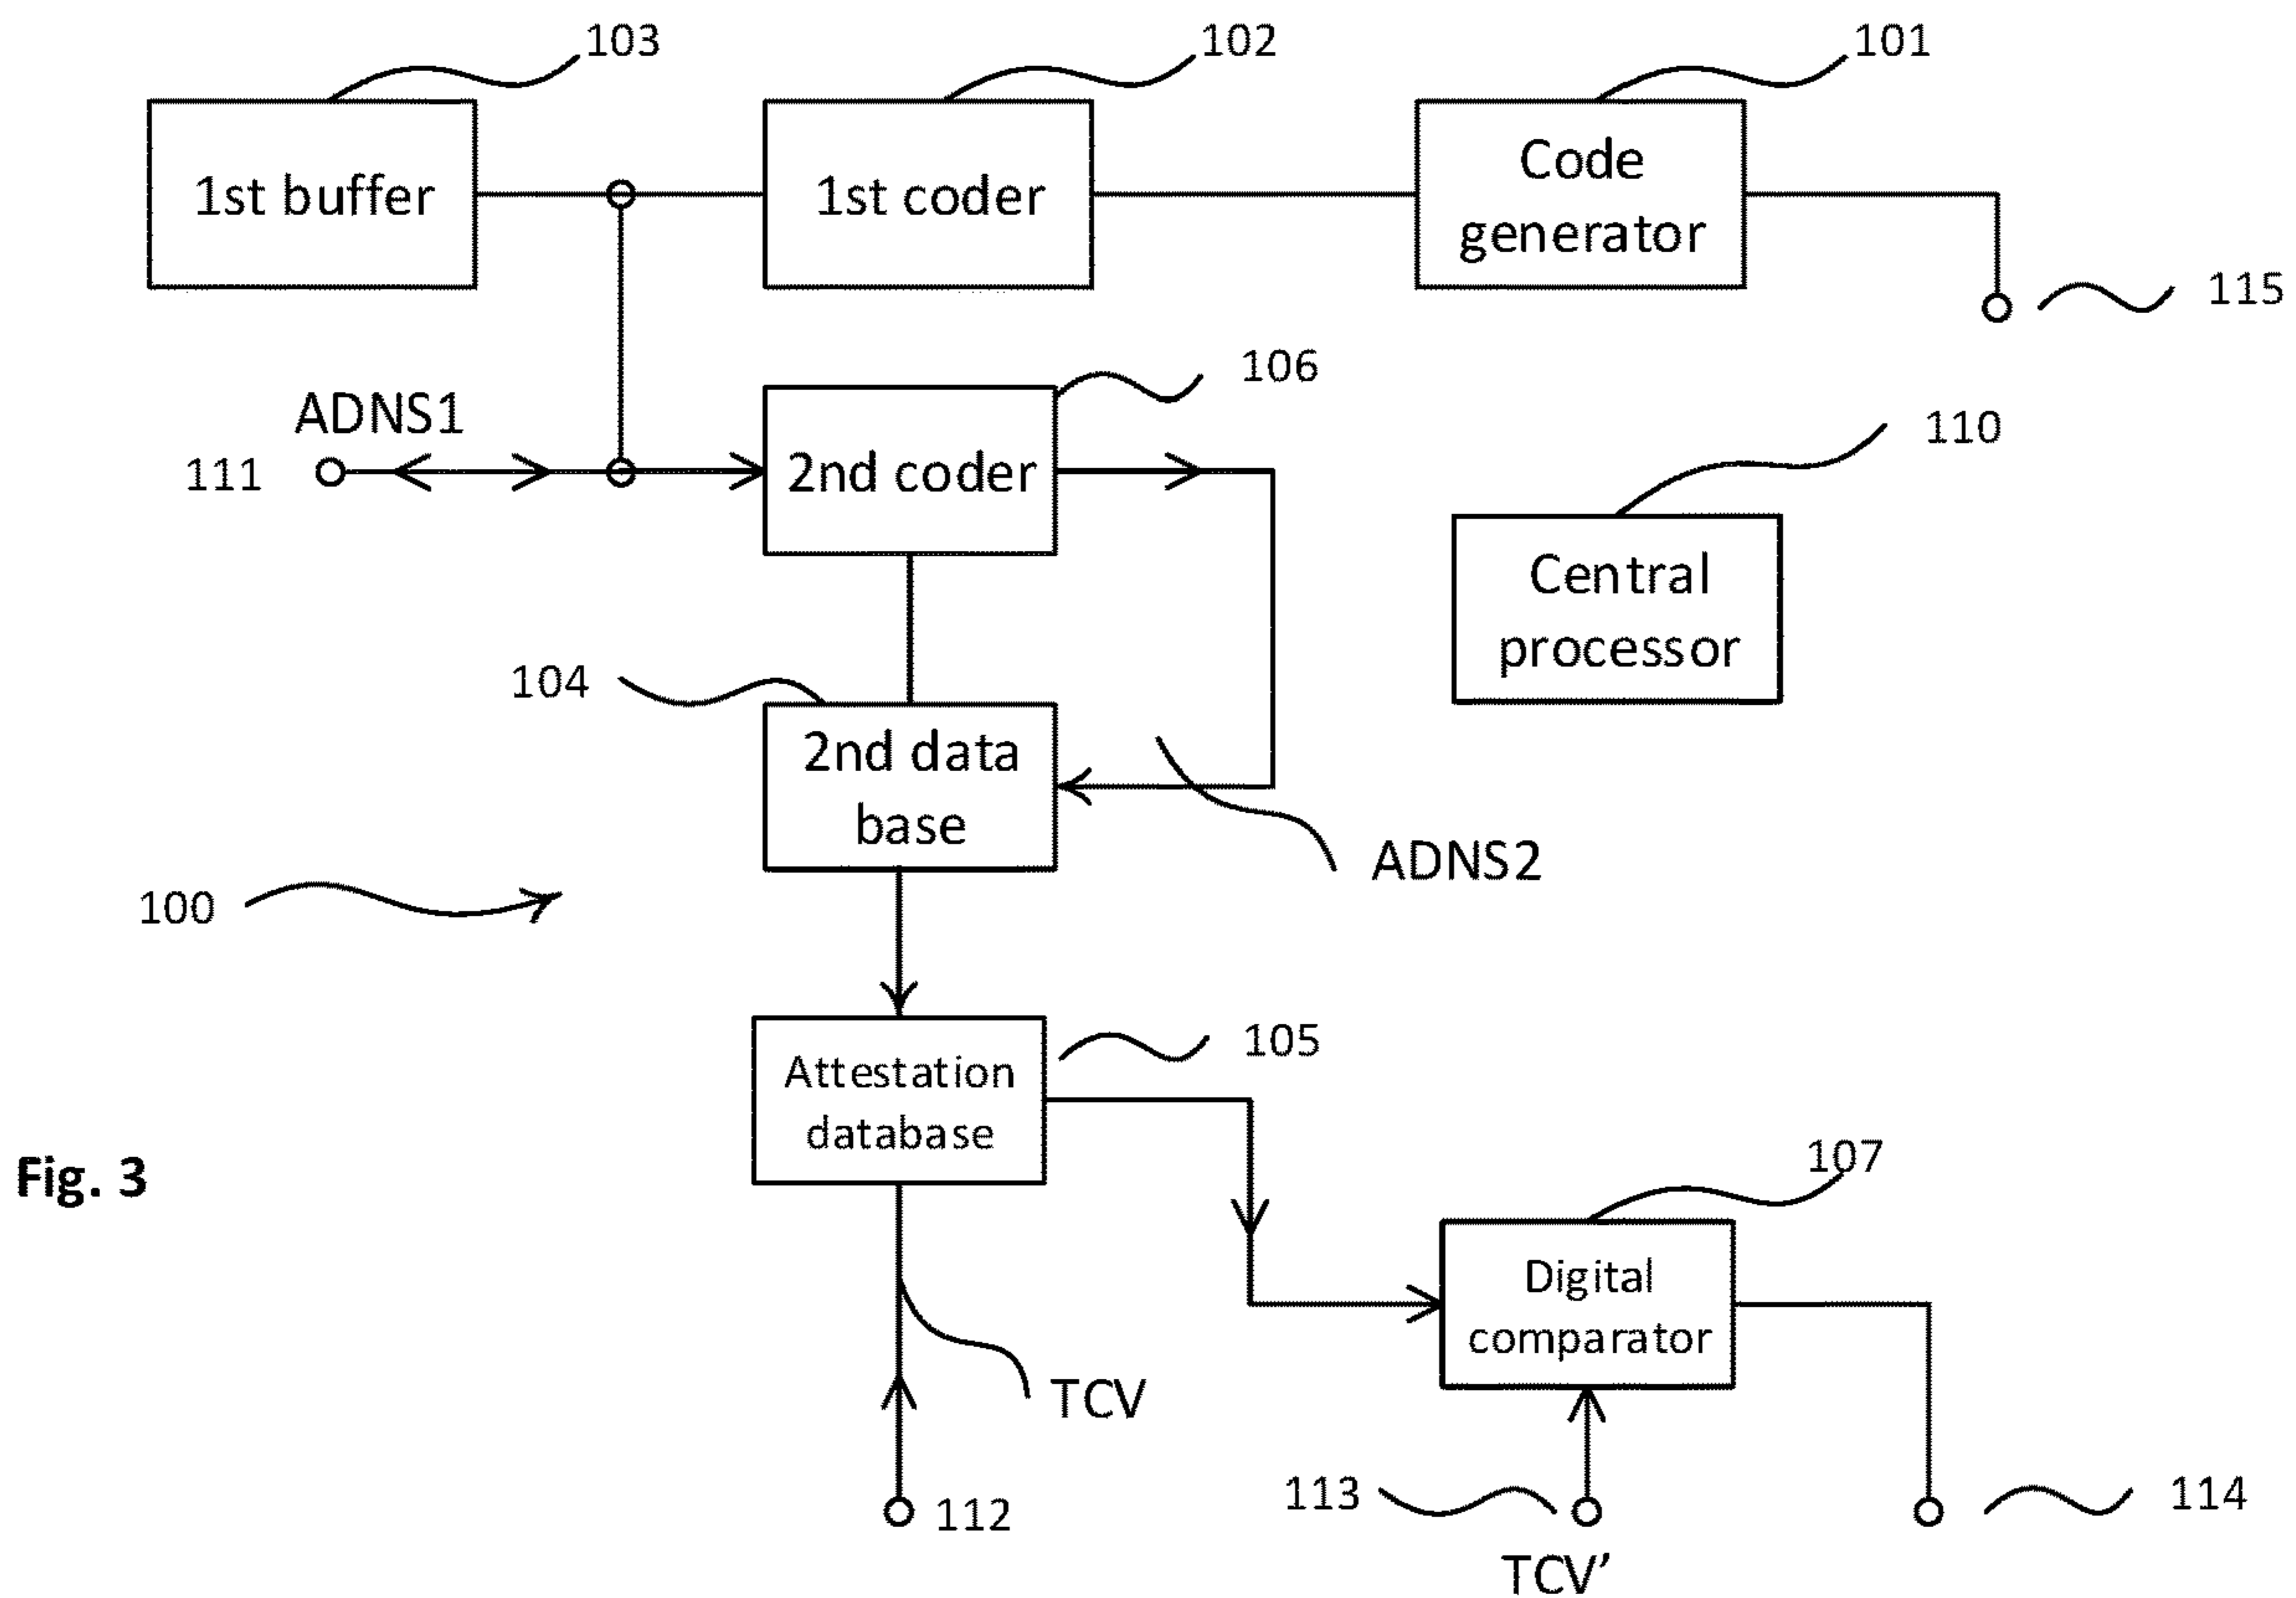 103
102
101
1st buffer
1st coder
Code
generator
115
106
ADNS1
111
2nd coder
110
Central
processor
104
2nd data
base
ADNS2
100
105
Attestation
database
Fig. 3
107
Digital
comparator
TCV
113
114
112
TCV’